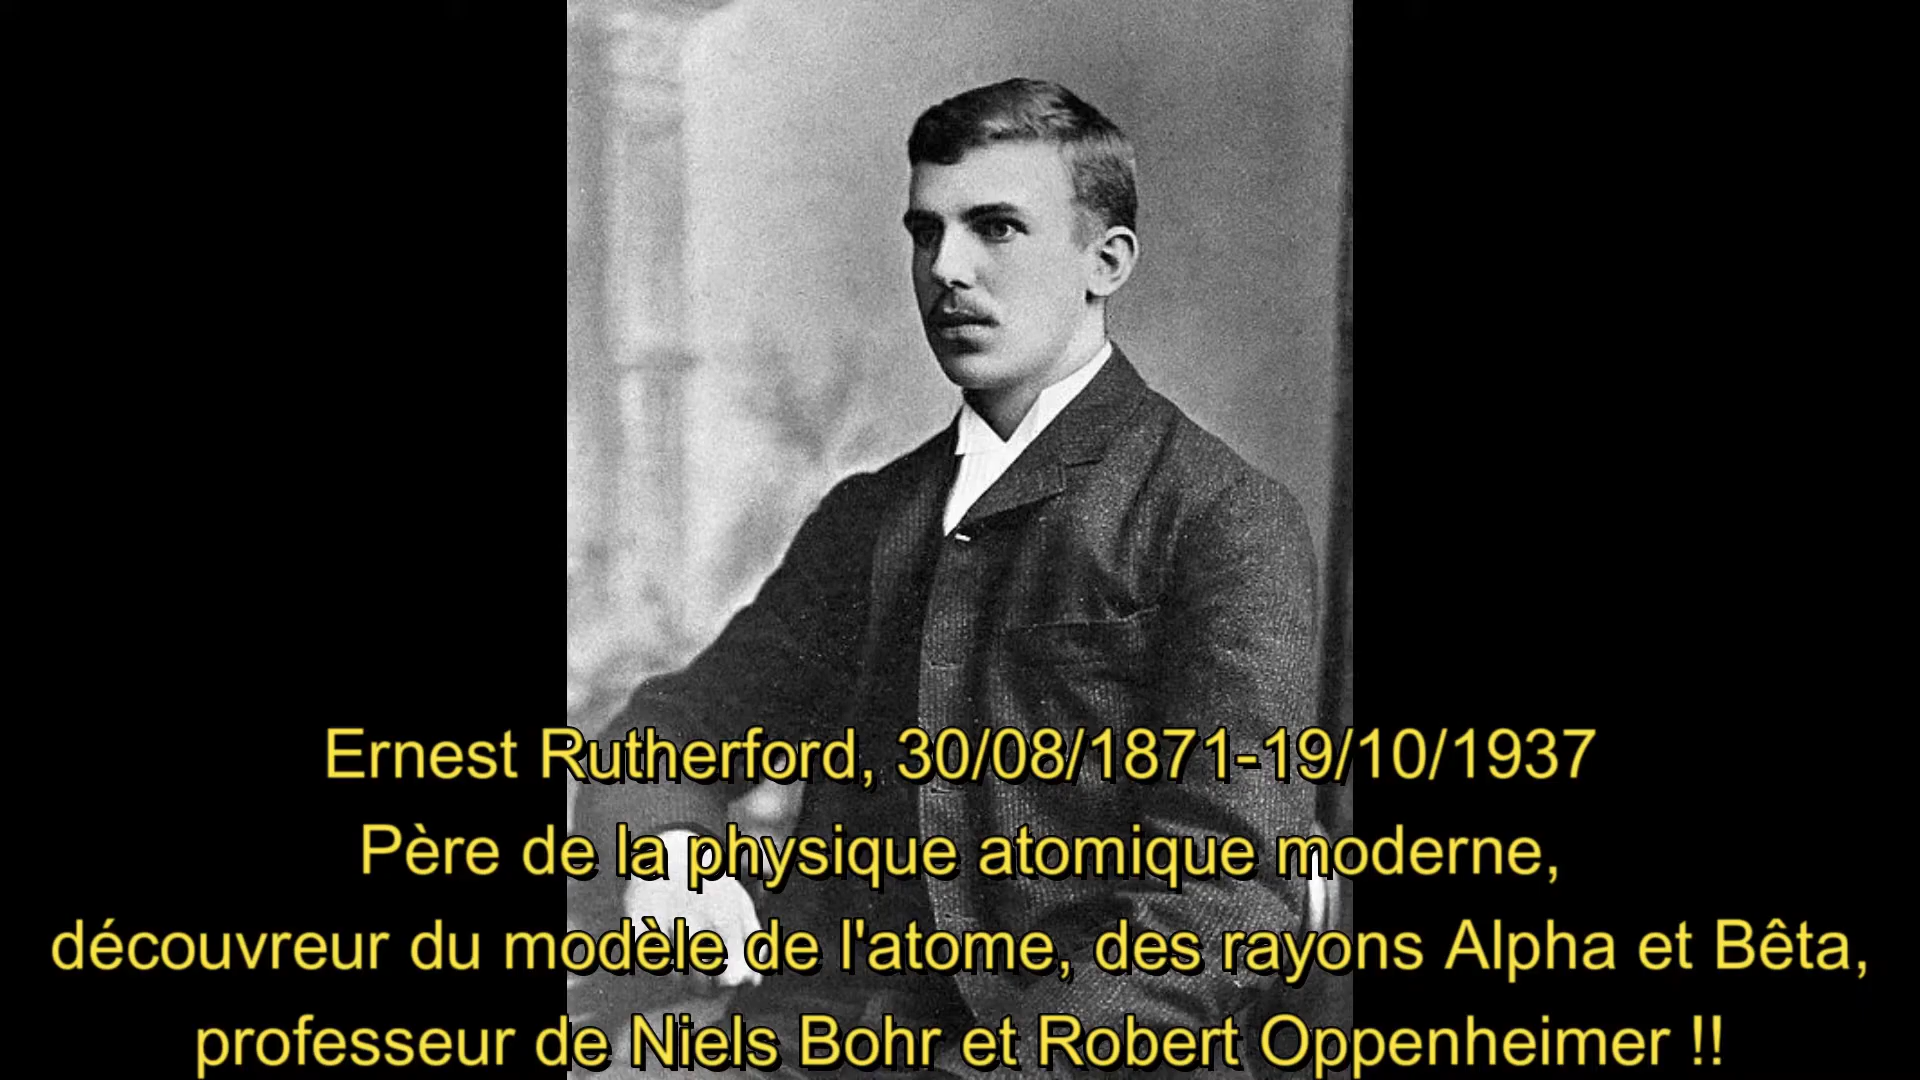 Ernest Rutherford, 30/08/1871-19/10/1937
Père de la physique atomique moderne,
découvreur du modèle de l'atome, des rayons Alpha et Bêta,
professeur de Niels Bohr et Robert Oppenheimer !!